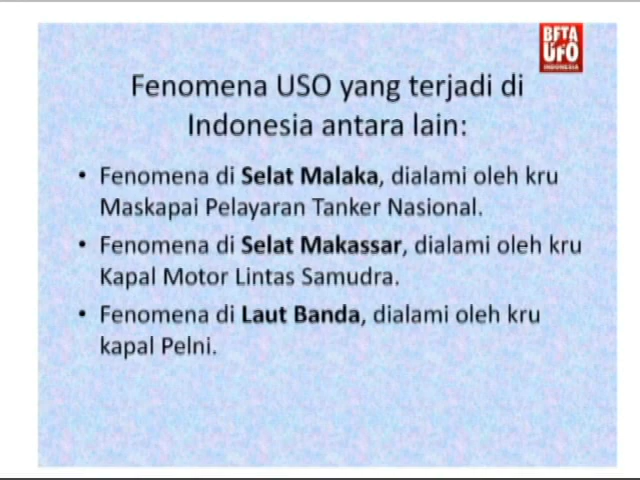 BFTA
UFO
INDONESIA
Fenomena USO yang terjadi di
Indonesia antara lain:
• Fenomena di Selat Malaka, dialami oleh kru
Maskapai Pelayaran Tanker Nasional.
• Fenomena di Selat Makassar, dialami oleh kru
Kapal Motor Lintas Samudra.
• Fenomena di Laut Banda, dialami oleh kru
kapal Pelni.